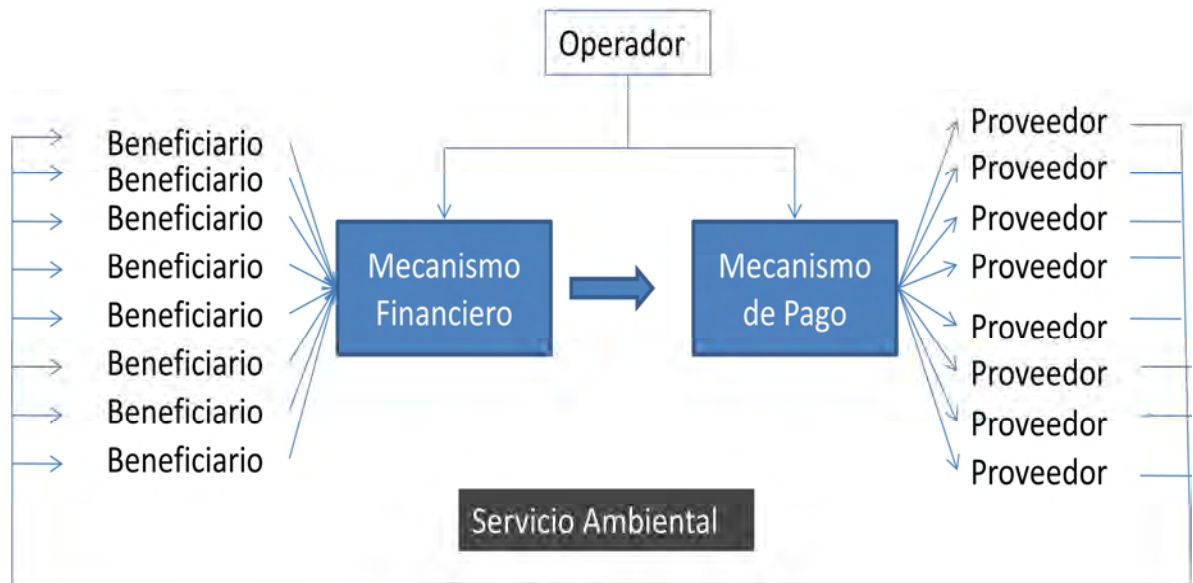 Operador
Beneficiario
Beneficiario
Beneficiario
Beneficiario
Beneficiario
Beneficiario
Beneficiario
Beneficiario
Mecanismo
Financiero
Mecanismo
de Pago
Proveedor
Proveedor
Proveedor
Proveedor
Proveedor
Proveedor
Proveedor
Proveedor
Servicio Ambiental